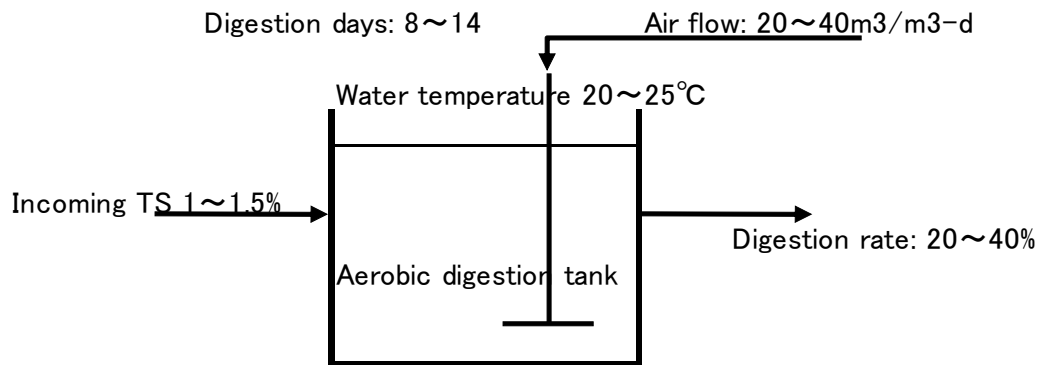 Digestion days: 8～14
Air flow: 20～40m3/m3-d
Water temperature 20～25℃
Incoming TS 1～1.5%
Digestion rate: 20～40%
Aerobic digestion tank